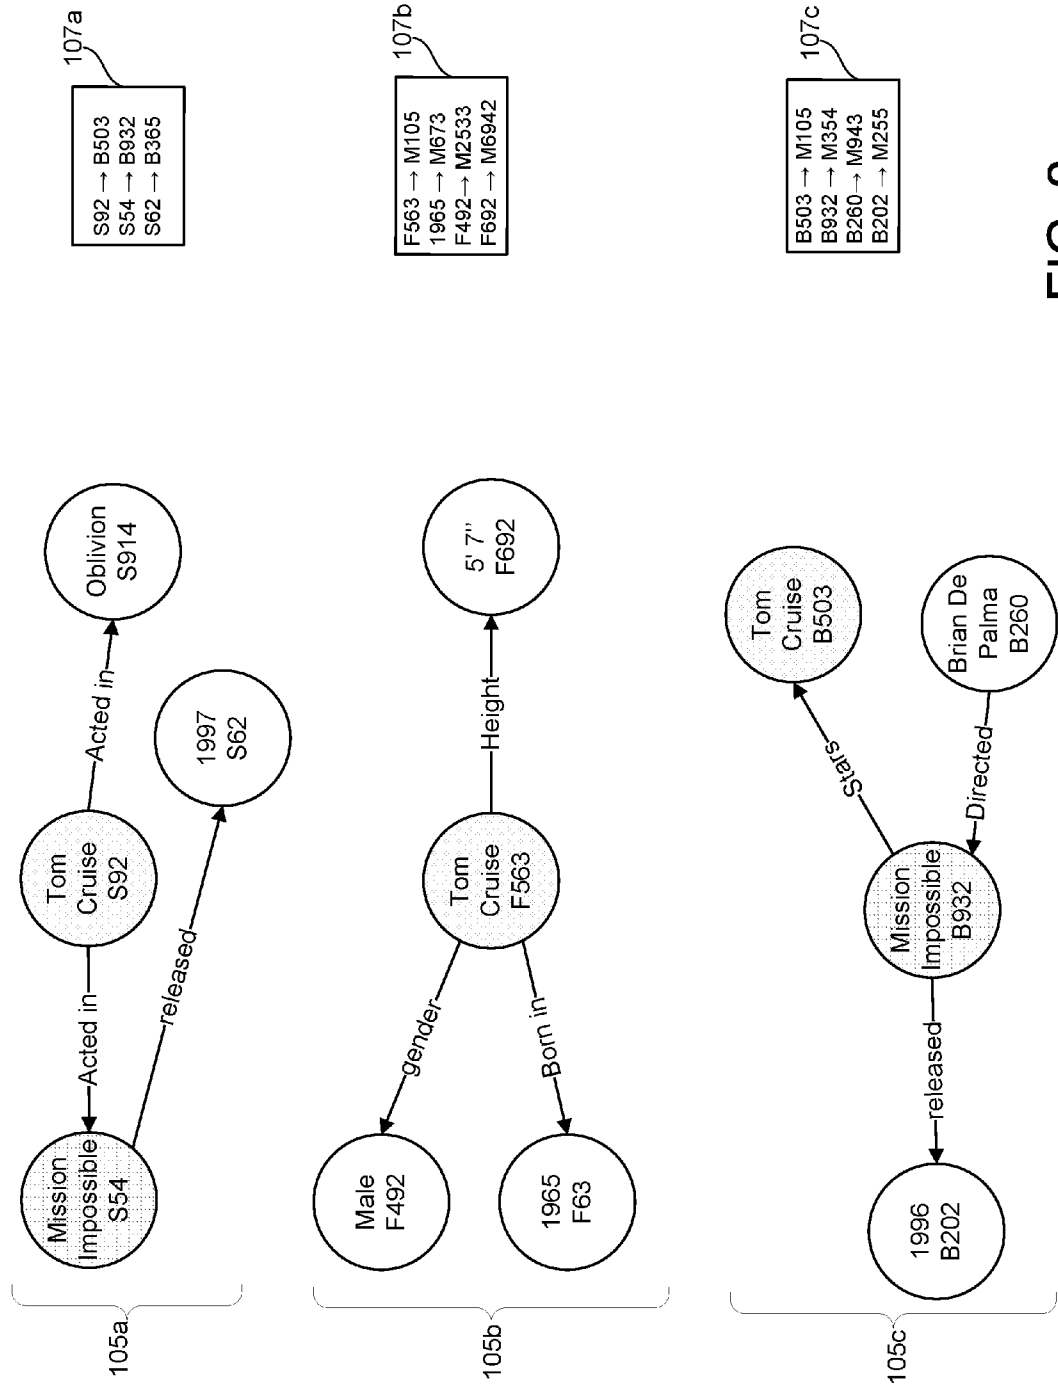 107a
S92 → B503
S54 → B932
S62 → B365
107b
F563 → M105
1965 → M673
F492 → M2533
F692 → M6942
107c
B503 → M105
B932 → M354
B260 → M943
B202 → M255
105a
Mission
Impossible
S54
Acted in
Tom
Cruise
S92
Acted in
Oblivion
S914
released
1997
S62
105b
Male
F492
gender
1965
F63
Born in
Tom
Cruise
F563
Height
5' 7"
F692
105c
1996
B202
released
Mission
Impossible
B932
Stars
Tom
Cruise
B503
Directed
Brian De
Palma
B260
FIG.